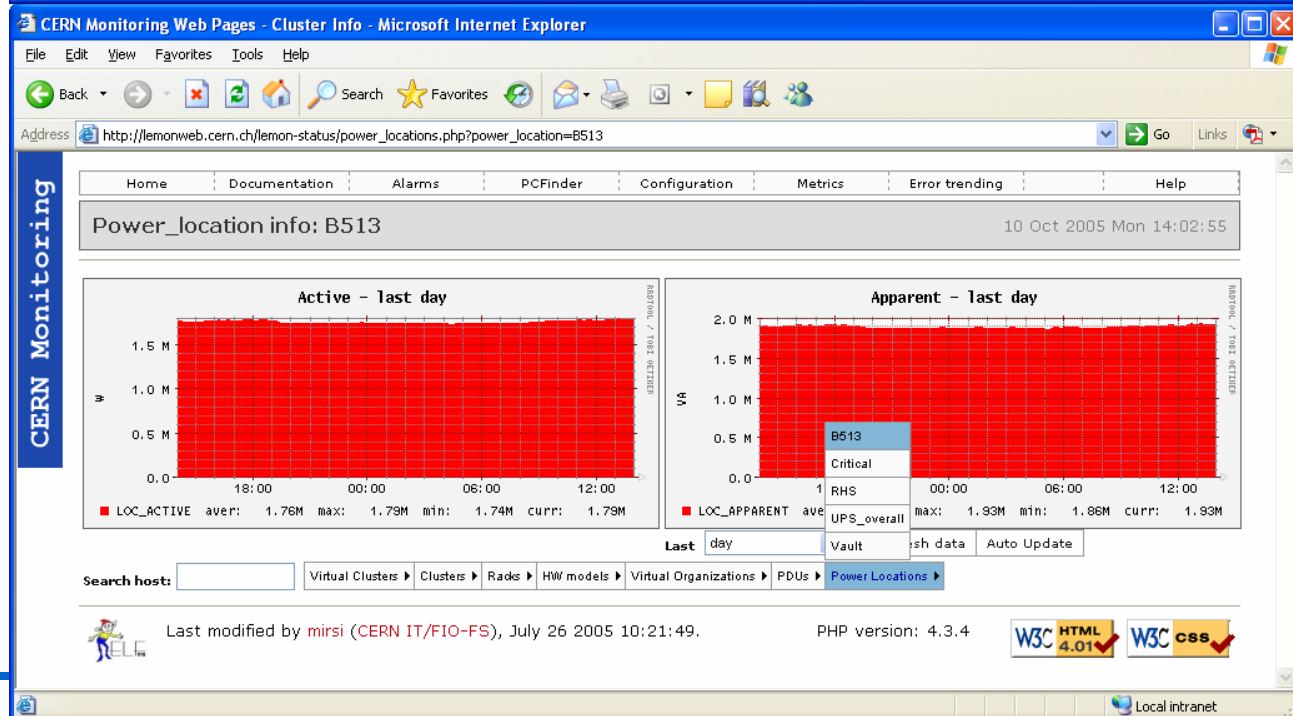 CERN Monitoring Web Pages - Cluster Info - Microsoft Internet Explorer
File Edit View Favorites Tools Help
Back Search Favorites
Address http://lemonweb.cern.ch/lemon-status/power_locations.php?power_location=B513 Go Links
CERN Monitoring
Home Documentation Alarms PCFinder Configuration Metrics Error trending Help
Power_location info: B513 10 Oct 2005 Mon 14:02:55
Active - last day
1.5 M
1.0 M
0.5 M
0.0
W
18:00 00:00 06:00 12:00
LOC_ACTIVE aver: 1.76M max: 1.79M min: 1.74M curr: 1.79M
RRDTOOL / TOBI OETIKER
Apparent - last day
2.0 M
1.5 M
1.0 M
0.5 M
0.0
VA
1 00:00 06:00 12:00
LOC_APPARENT ave max: 1.93M min: 1.86M curr: 1.93M
RRDTOOL / TOBI OETIKER
B513
Critical
RHS
UPS_overall
Vault
Last day sh data Auto Update
Search host: Virtual Clusters Clusters Racks HW models Virtual Organizations PDUs Power Locations
Last modified by mirsi (CERN IT/FIO-FS), July 26 2005 10:21:49. PHP version: 4.3.4
W3C HTML 4.01 W3C css
Local intranet